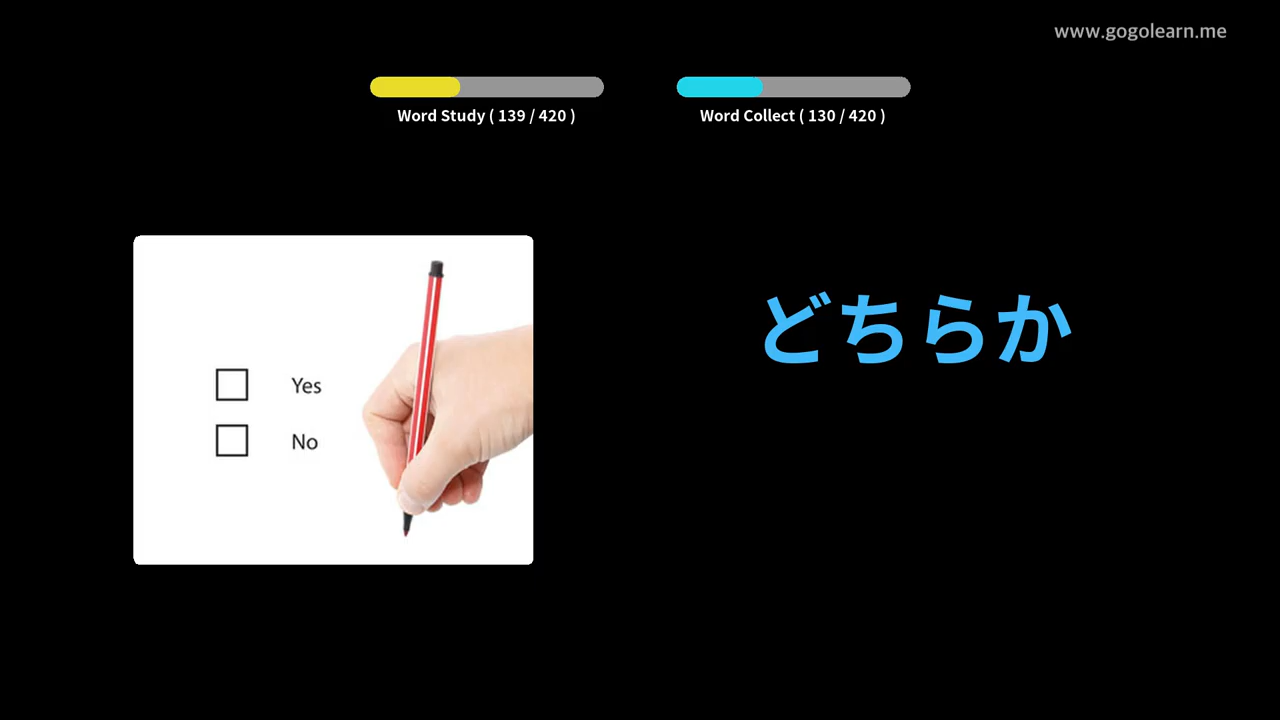 www.gogolearn.me
Word Study ( 139 / 420 )
Word Collect ( 130 / 420 )
どちらか
Yes
No